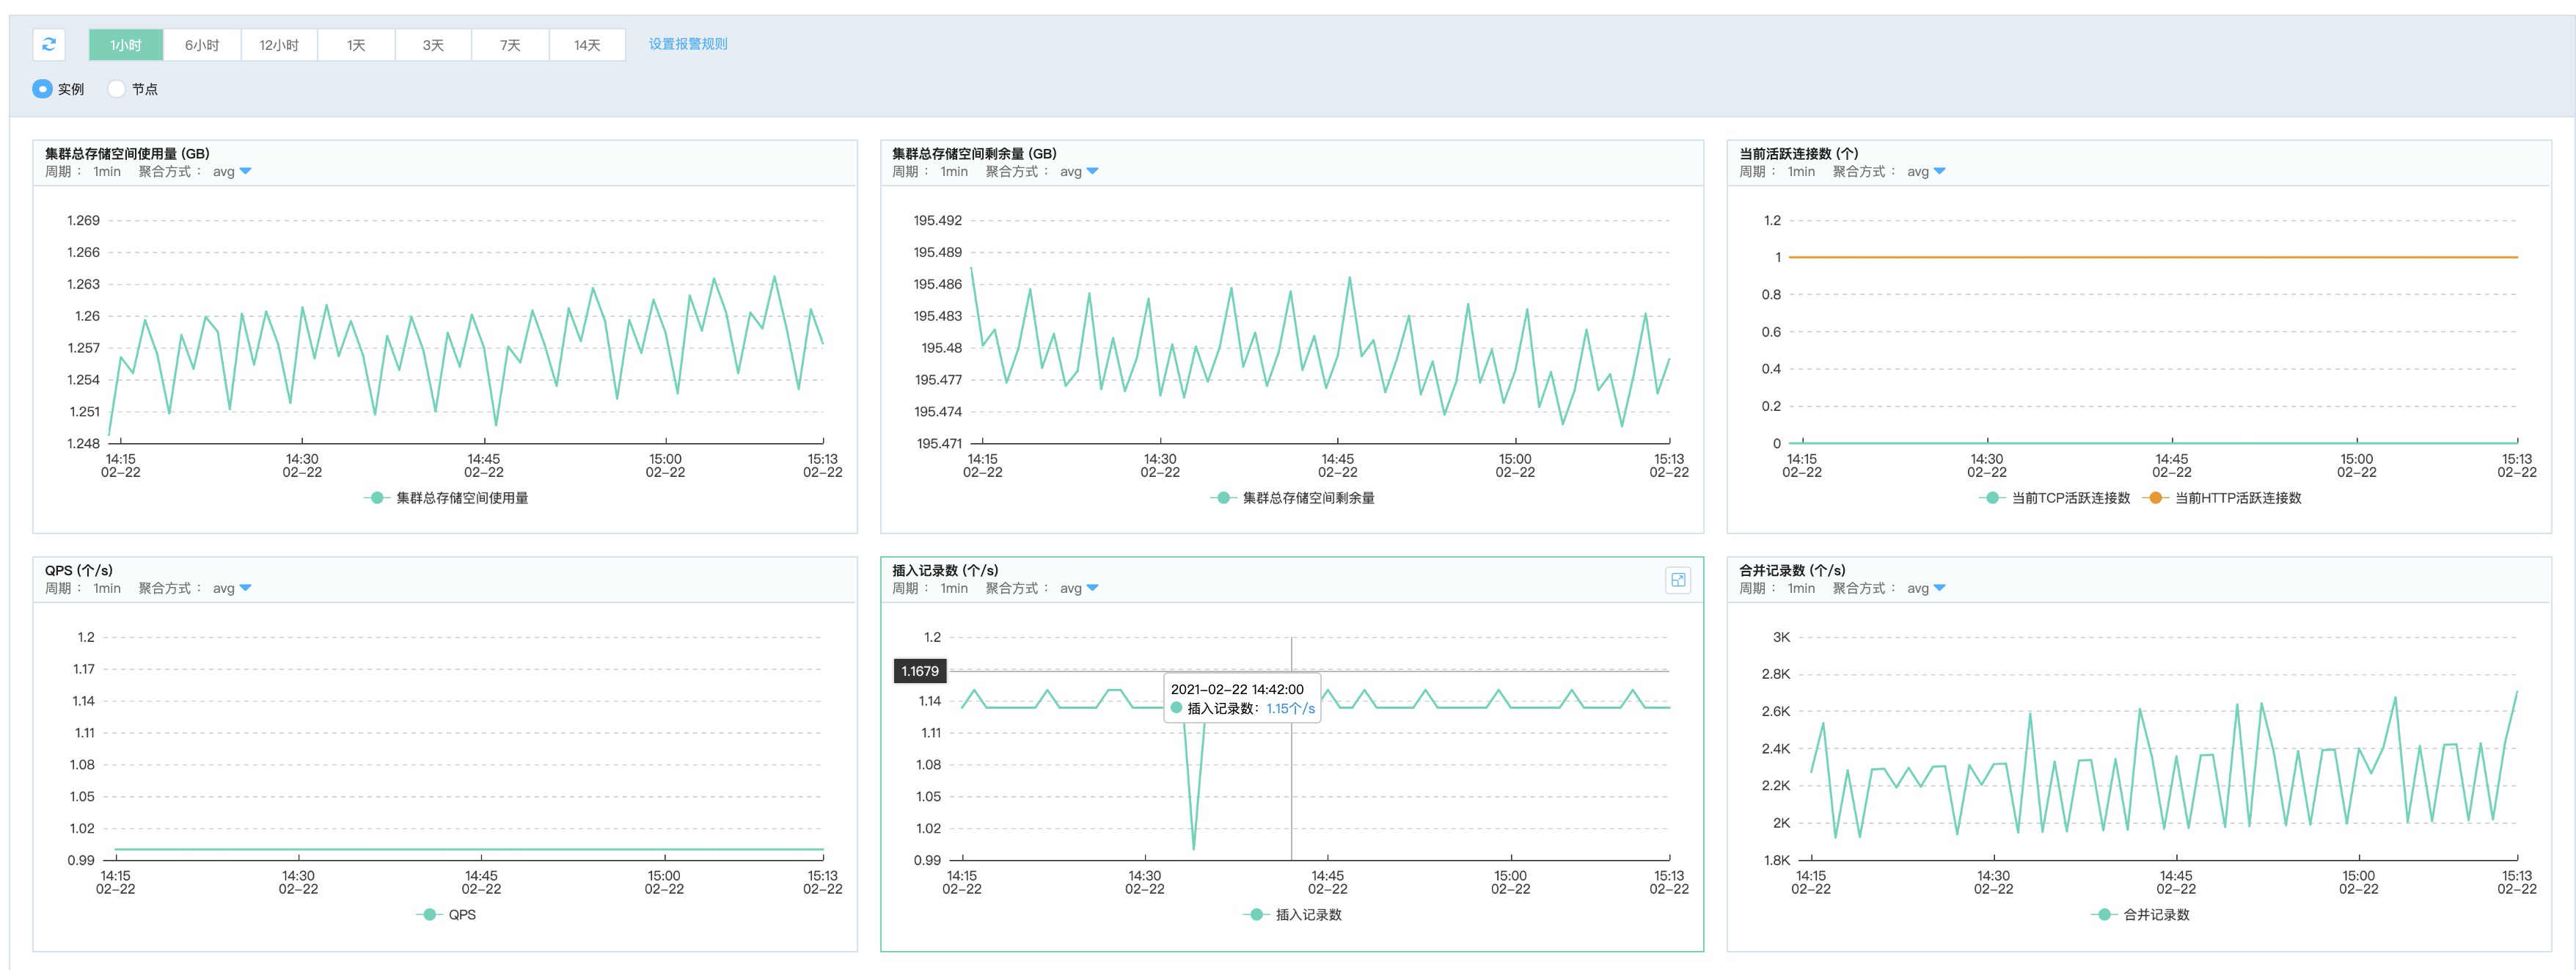 1小时 6小时 12小时 1天 3天 7天 14天 设置报警规则
实例 节点
集群总存储空间使用量 (GB)
周期： 1min 聚合方式： avg
1.269
1.266
1.263
1.26
1.257
1.254
1.251
1.248
14:15 14:30 14:45 15:00 15:13
02-22 02-22 02-22 02-22 02-22
集群总存储空间使用量
集群总存储空间剩余量 (GB)
周期： 1min 聚合方式： avg
195.492
195.489
195.486
195.483
195.48
195.477
195.474
195.471
14:15 14:30 14:45 15:00 15:13
02-22 02-22 02-22 02-22 02-22
集群总存储空间剩余量
当前活跃连接数 (个)
周期： 1min 聚合方式： avg
1.2
1
0.8
0.6
0.4
0.2
0
14:15 14:30 14:45 15:00 15:13
02-22 02-22 02-22 02-22 02-22
当前TCP活跃连接数 当前HTTP活跃连接数
QPS (个/s)
周期： 1min 聚合方式： avg
1.2
1.17
1.14
1.11
1.08
1.05
1.02
0.99
14:15 14:30 14:45 15:00 15:13
02-22 02-22 02-22 02-22 02-22
QPS
插入记录数 (个/s)
周期： 1min 聚合方式： avg
1.2
1.1679
2021-02-22 14:42:00
1.14
插入记录数: 1.15个/s
1.11
1.08
1.05
1.02
0.99
14:15 14:30 14:45 15:00 15:13
02-22 02-22 02-22 02-22 02-22
插入记录数
合并记录数 (个/s)
周期： 1min 聚合方式： avg
3K
2.8K
2.6K
2.4K
2.2K
2K
1.8K
14:15 14:30 14:45 15:00 15:13
02-22 02-22 02-22 02-22 02-22
合并记录数